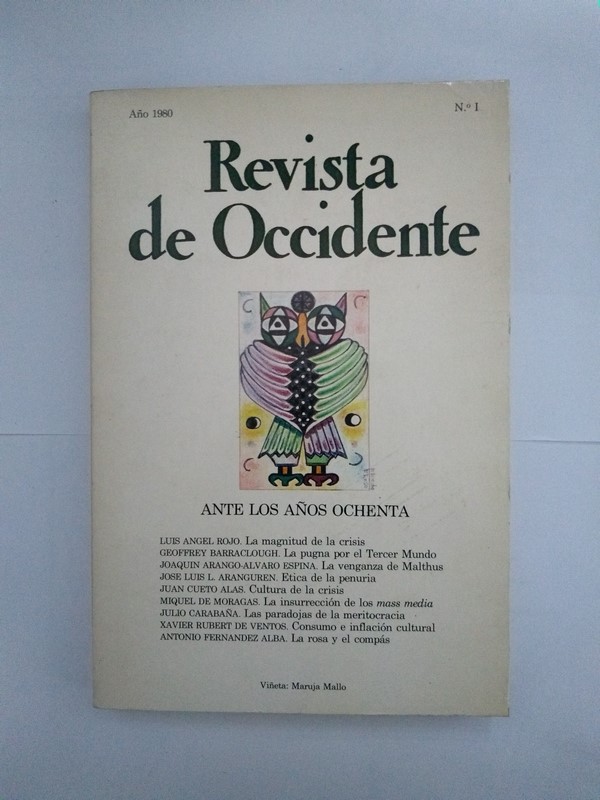 Año 1980
N.º I
Revista
de Occidente
ANTE LOS AÑOS OCHENTA
LUIS ANGEL ROJO. La magnitud de la crisis
GEOFFREY BARRACLOUGH. La pugna por el Tercer Mundo
JOAQUIN ARANGO-ALVARO ESPINA. La venganza de Malthus
JOSE LUIS L. ARANGUREN. Etica de la penuria
JUAN CUETO ALAS. Cultura de la crisis
MIQUEL DE MORAGAS. La insurrección de los mass media
JULIO CARABAÑA. Las paradojas de la meritocracia
XAVIER RUBERT DE VENTOS. Consumo e inflación cultural
ANTONIO FERNANDEZ ALBA. La rosa y el compás
Viñeta: Maruja Mallo